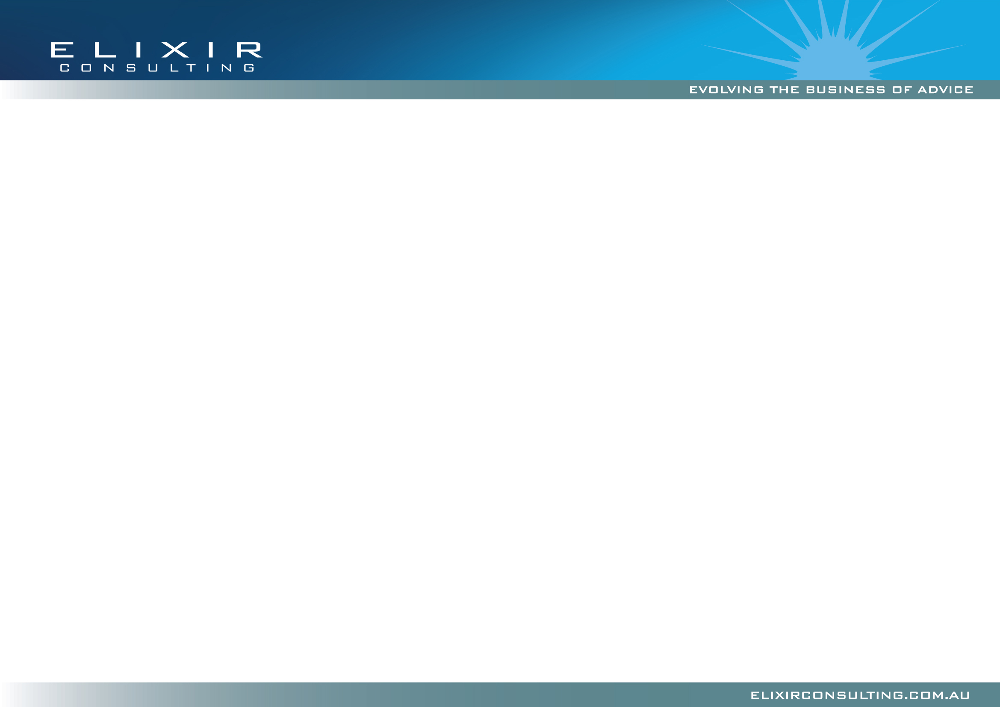 ELIXIR
CONSULTING
EVOLVING THE BUSINESS OF ADVICE
ELIXIRCONSULTING.COM.AU